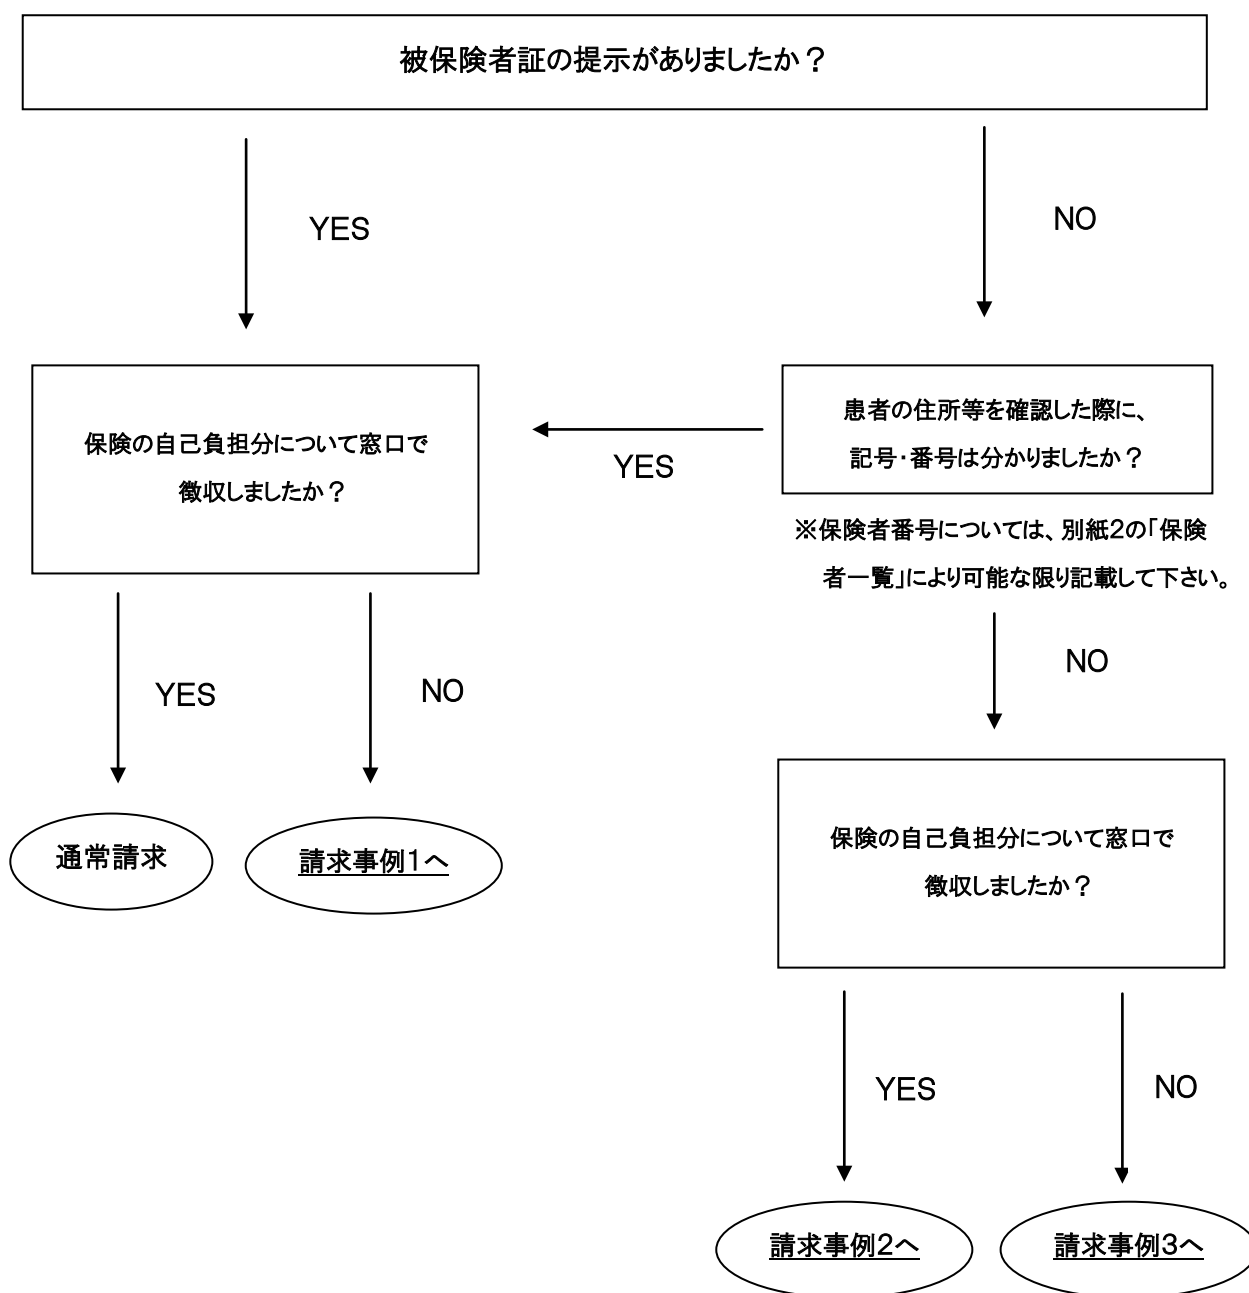 被保険者証の提示がありましたか？
YES
NO
保険の自己負担分について窓口で
徴収しましたか？
YES
患者の住所等を確認した際に、
記号・番号は分かりましたか？
※保険者番号については、別紙2の「保険
者一覧」により可能な限り記載して下さい。
YES
NO
NO
通常請求
請求事例1へ
保険の自己負担分について窓口で
徴収しましたか？
YES
NO
請求事例2へ
請求事例3へ